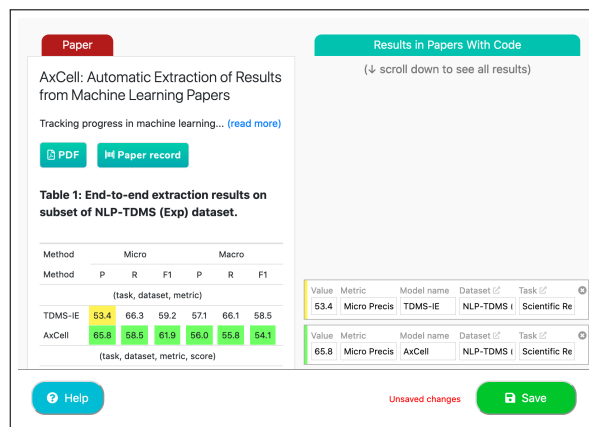 Paper
AxCell: Automatic Extraction of Results
from Machine Learning Papers
Tracking progress in machine learning... (read more)
PDF
Paper record
Table 1: End-to-end extraction results on
subset of NLP-TDMS (Exp) dataset.
Method Micro Macro
Method P R F1 P R F1
(task, dataset, metric)
TDMS-IE 53.4 66.3 59.2 57.1 66.1 58.5
AxCell 65.8 58.5 61.9 56.0 55.8 54.1
(task, dataset, metric, score)
Results in Papers With Code
(↓ scroll down to see all results)
Value Metric Model name Dataset Task
53.4 Micro Precis TDMS-IE NLP-TDMS ( Scientific Re
Value Metric Model name Dataset Task
65.8 Micro Precis AxCell NLP-TDMS ( Scientific Re
Help
Unsaved changes
Save